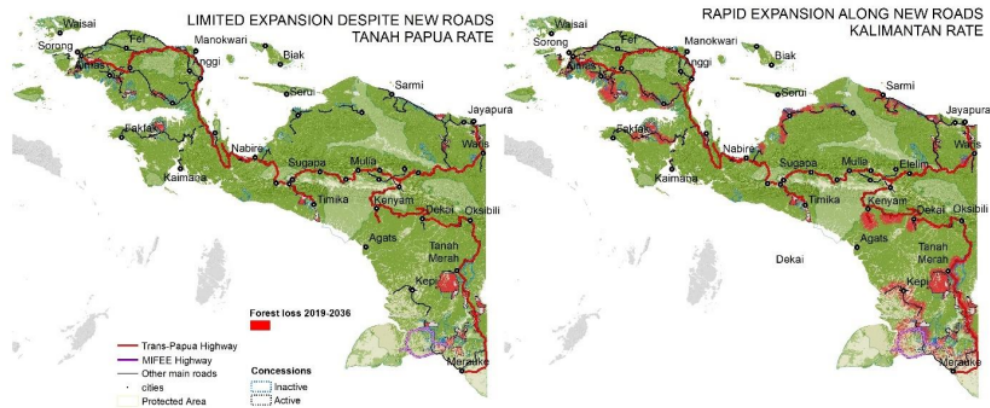 LIMITED EXPANSION DESPITE NEW ROADS
TANAH PAPUA RATE
Waisai
Sorong
Fef
Manokwari
Aimas
Anggi
Biak
Serui
Sarmi
Jayapura
Waris
Fakfak
Nabire
Kaimana
Sugapa
Mulia
Timika
Kenyam
Dekai
Oksibili
Agats
Tanah
Merah
Kepi
Merauke
Forest loss 2019-2036
Trans-Papua Highway
MIFEE Highway
Other main roads
cities
Protected Area
Concessions
Inactive
Active
RAPID EXPANSION ALONG NEW ROADS
KALIMANTAN RATE
Waisai
Sorong
Fef
Manokwari
Aimas
Anggi
Biak
Serui
Sarmi
Jayapura
Waris
Fakfak
Nabire
Kaimana
Sugapa
Mulia
Elelim
Timika
Kenyam
Dekai
Oksibili
Agats
Dekai
Tanah
Merah
Kepi
Merauke